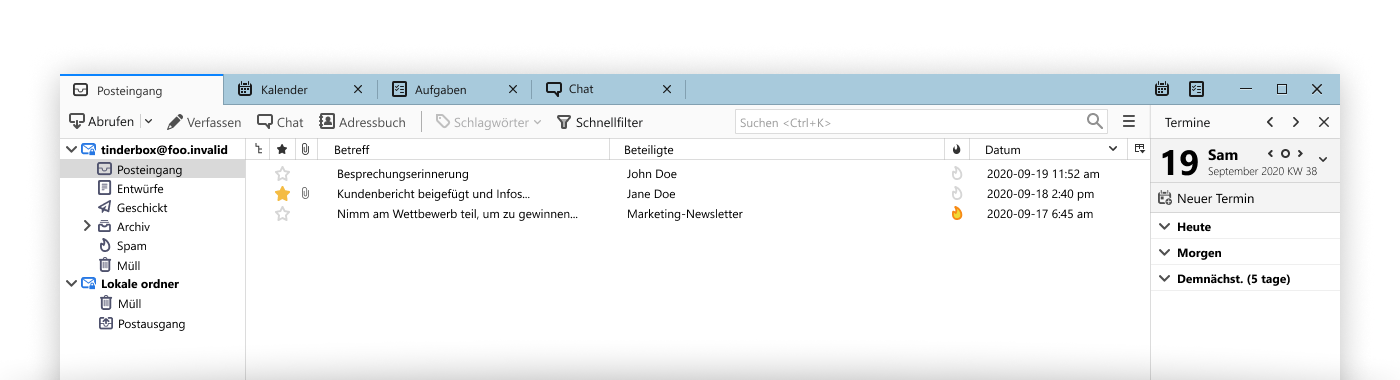 Posteingang Kalender Aufgaben Chat
Abrufen Verfassen Chat Adressbuch Schlagwörter Schnellfilter Suchen <Ctrl+K>
tinderbox@foo.invalid
Posteingang
Entwürfe
Geschickt
Archiv
Spam
Müll
Lokale ordner
Müll
Postausgang
Betreff Beteiligte Datum
Besprechungserinnerung John Doe 2020-09-19 11:52 am
Kundenbericht beigefügt und Infos... Jane Doe 2020-09-18 2:40 pm
Nimm am Wettbewerb teil, um zu gewinnen... Marketing-Newsletter 2020-09-17 6:45 am
Termine
19 Sam
September 2020 KW 38
Neuer Termin
Heute
Morgen
Demnächst. (5 tage)